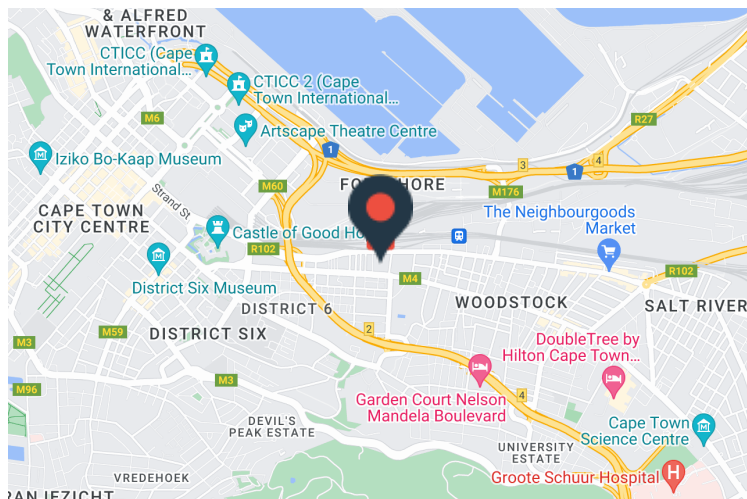 & ALFRED
WATERFRONT
CTICC (Cape
Town International...
CTICC 2 (Cape
Town International...
M6
Artscape Theatre Centre
R27
1
Iziko Bo-Kaap Museum
3
4
1
M60
M176
Strand St
CAPE TOWN
CITY CENTRE
The Neighbourgoods
Market
Castle of Good Ho
R102
R102
M4
District Six Museum
DISTRICT 6
WOODSTOCK
SALT RIVER
M59
DISTRICT SIX
2
M3
DoubleTree by
Hilton Cape Town...
M3
M96
Garden Court Nelson
Mandela Boulevard
4
DEVIL'S
PEAK ESTATE
Cape Town
Science Centre
UNIVERSITY
ESTATE
VREDEHOEK
Groote Schuur Hospital
H